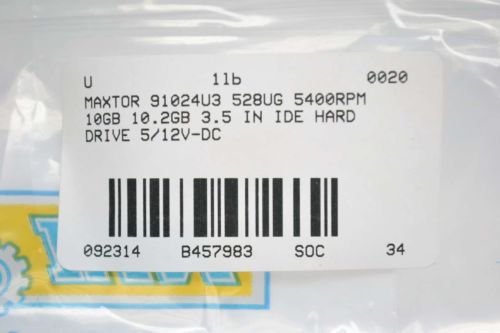 U 11b 0020
MAXTOR 91024U3 528UG 5400RPM
10GB 10.2GB 3.5 IN IDE HARD
DRIVE 5/12V-DC
092314 B457983 SOC 34